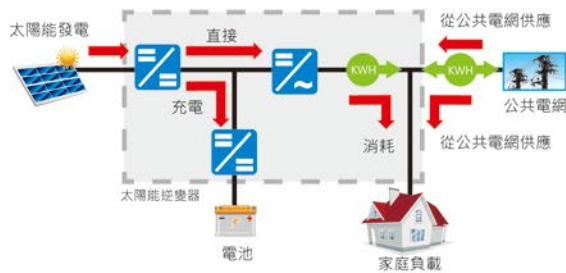 太陽能發電
直接
從公共電網供應
KWH
KWH
充電
公共電網
消耗
從公共電網供應
太陽能逆變器
電池
家庭負載